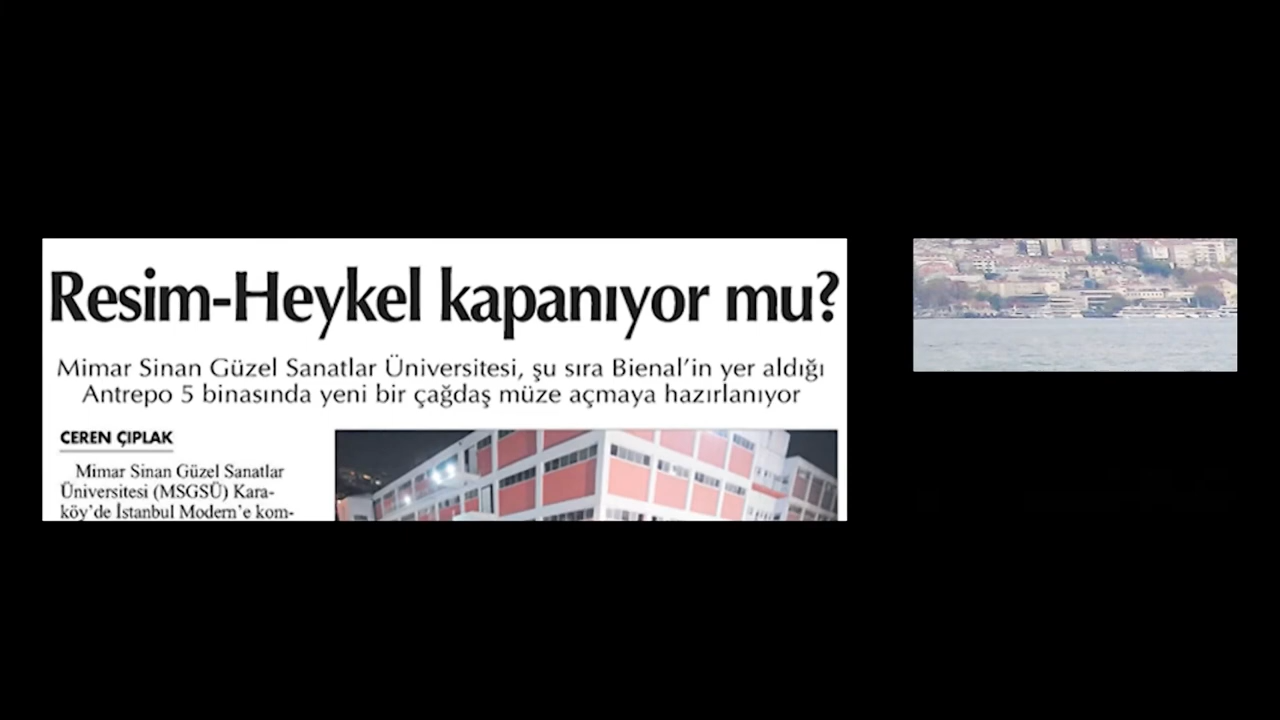 Resim-Heykel kapanıyor mu?
Mimar Sinan Güzel Sanatlar Üniversitesi, şu sıra Bienal'in yer aldığı
Antrepo 5 binasında yeni bir çağdaş müze açmaya hazırlanıyor
CEREN ÇIPLAK
Mimar Sinan Güzel Sanatlar
Üniversitesi (MSGSÜ) Kara-
köy'de İstanbul Modern'e kom-